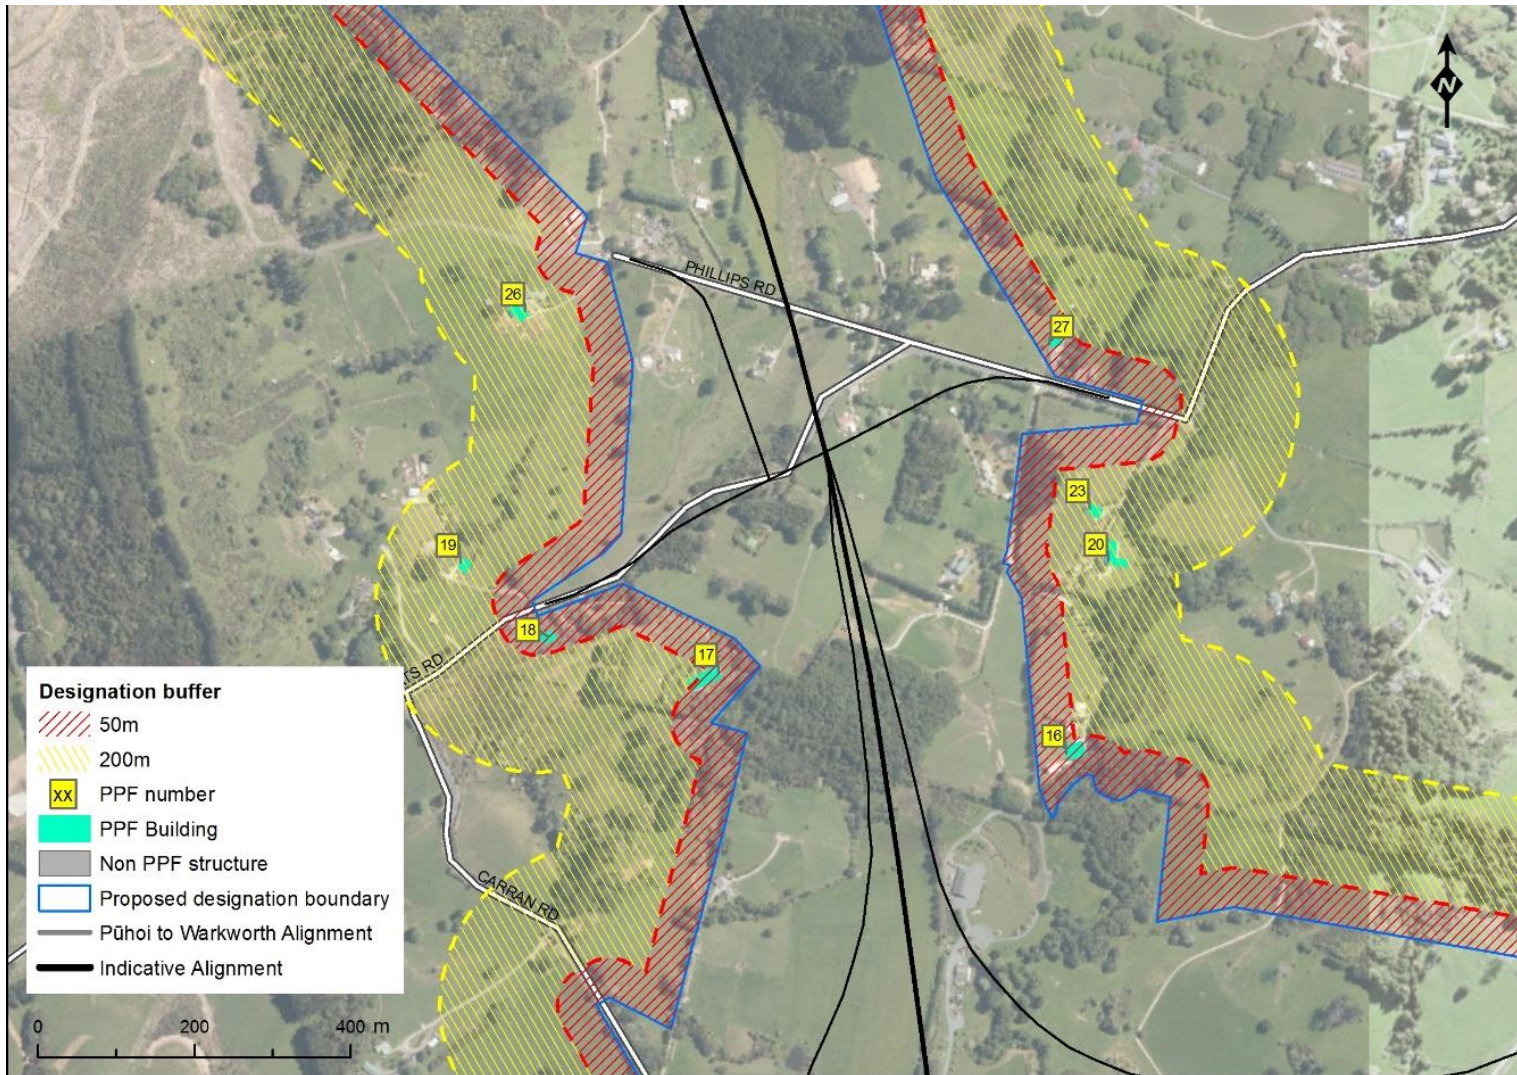 N
PHILLIPS RD
26
27
23
19
20
18
17
TS RD
16
CARRAN RD
Designation buffer
50m
200m
xx PPF number
PPF Building
Non PPF structure
Proposed designation boundary
Pūhoi to Warkworth Alignment
Indicative Alignment
0 200 400 m